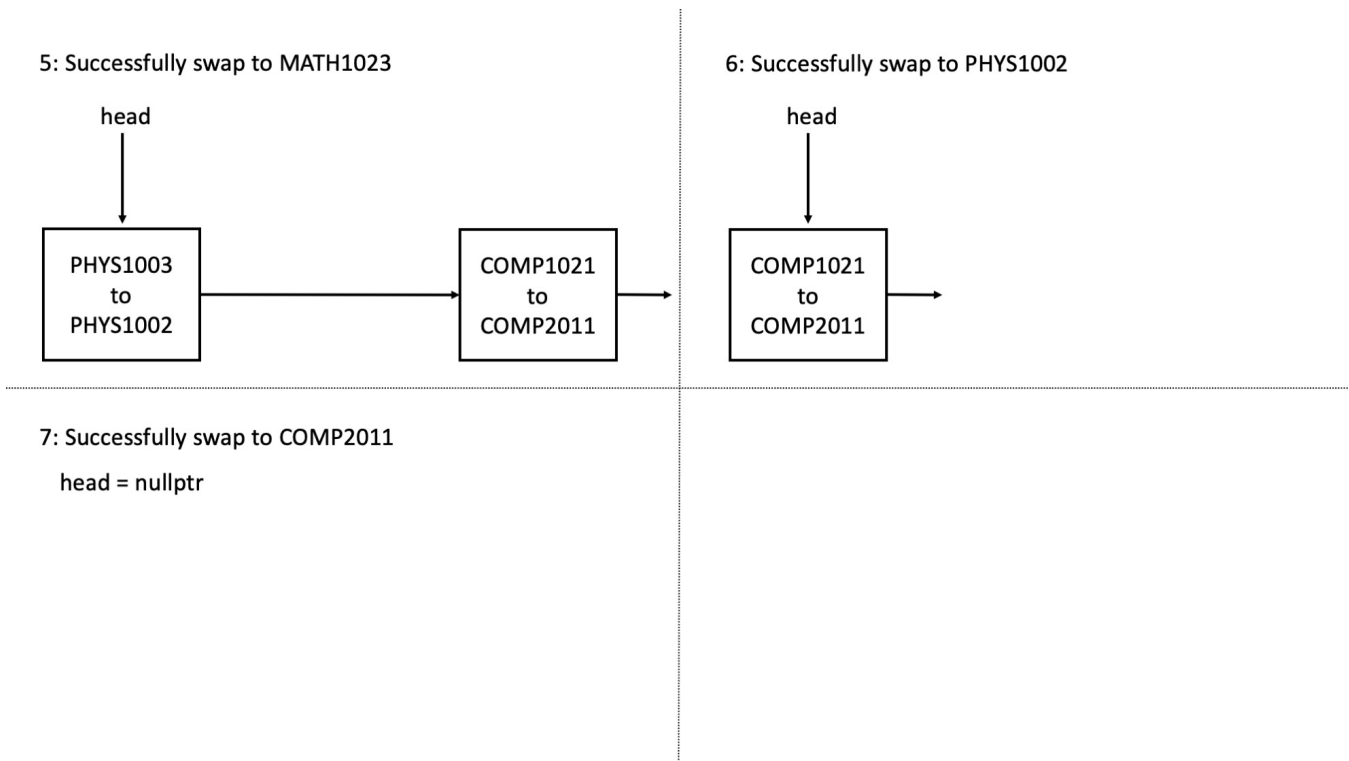 5: Successfully swap to MATH1023
head
PHYS1003
to
PHYS1002
COMP1021
to
COMP2011
6: Successfully swap to PHYS1002
head
COMP1021
to
COMP2011
7: Successfully swap to COMP2011
head = nullptr